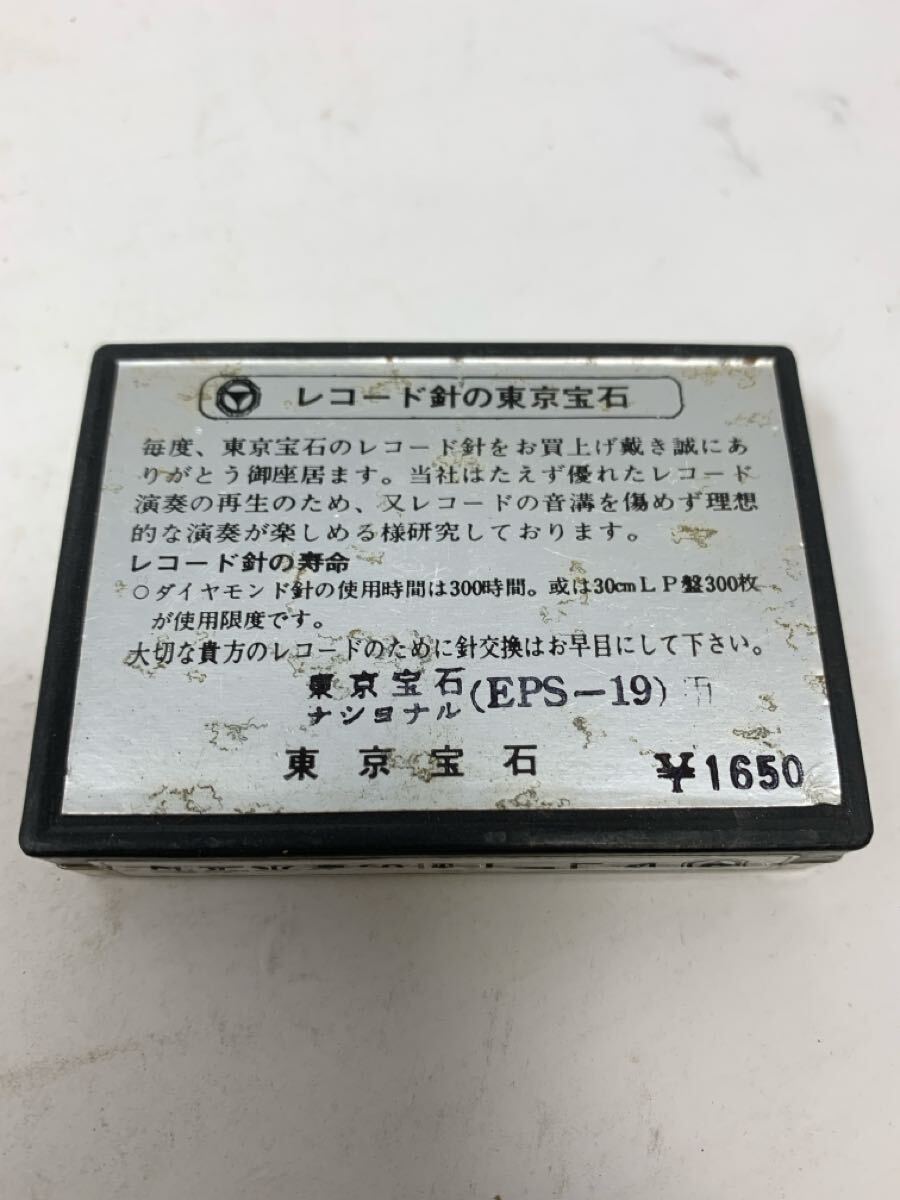 レコード針の東京宝石
毎度、東京宝石のレコード針をお買上げ戴き誠にあ
りがとう御座居ます。当社はたえず優れたレコード
演奏の再生のため、又レコードの音溝を傷めず理想
的な演奏が楽しめる様研究しております。
レコード針の寿命
○ダイヤモンド針の使用時間は300時間。或は30cmLP盤300枚
が使用限度です。
大切な貴方のレコードのために針交換はお早目にして下さい。
東京宝石
ナショナル(EPS-19)
東京宝石 ¥1650